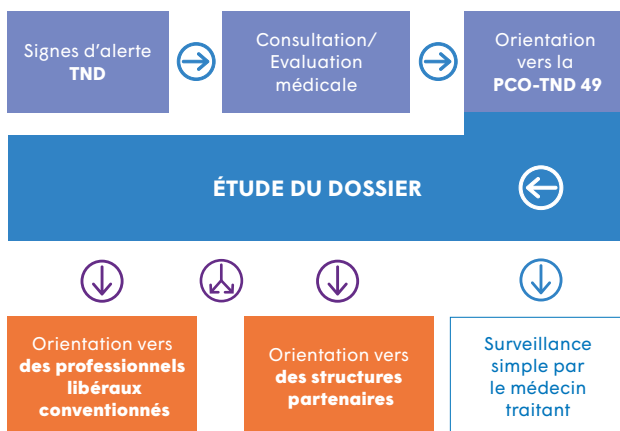 Signes d’alerte
TND
Consultation/
Evaluation
médicale
Orientation
vers la
PCO-TND 49
ÉTUDE DU DOSSIER
Orientation vers
des professionnels
libéraux
conventionnés
Orientation vers
des structures
partenaires
Surveillance
simple par
le médecin
traitant